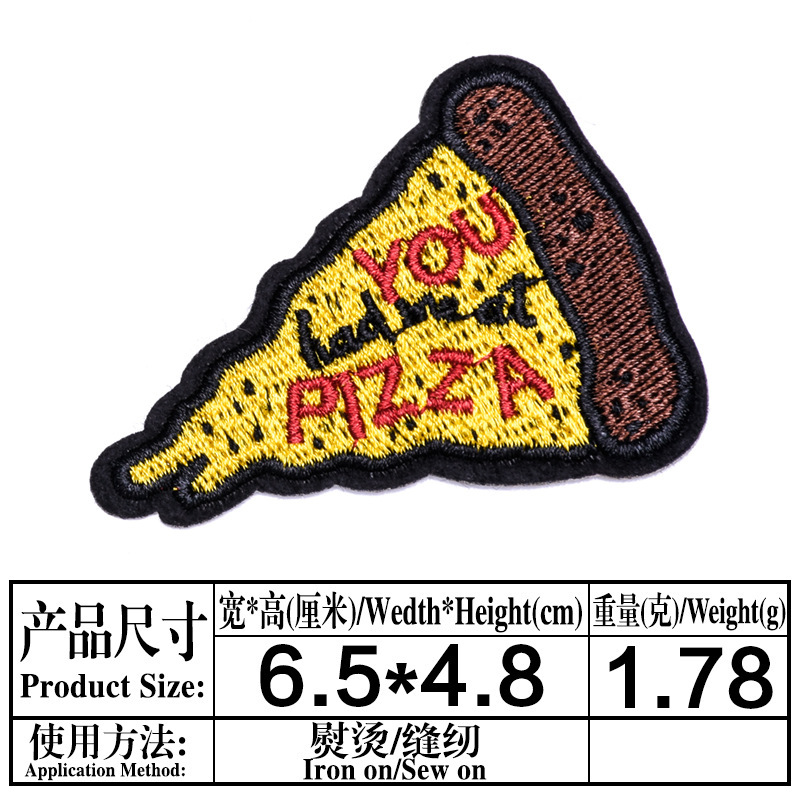 YOU
had me at
PIZZA
产品尺寸
Product Size:
宽*高(厘米)/Wedth*Height(cm)
6.5*4.8
重量(克)/Weight(g)
1.78
使用方法:
Application Method:
熨烫/缝纫
Iron on/Sew on